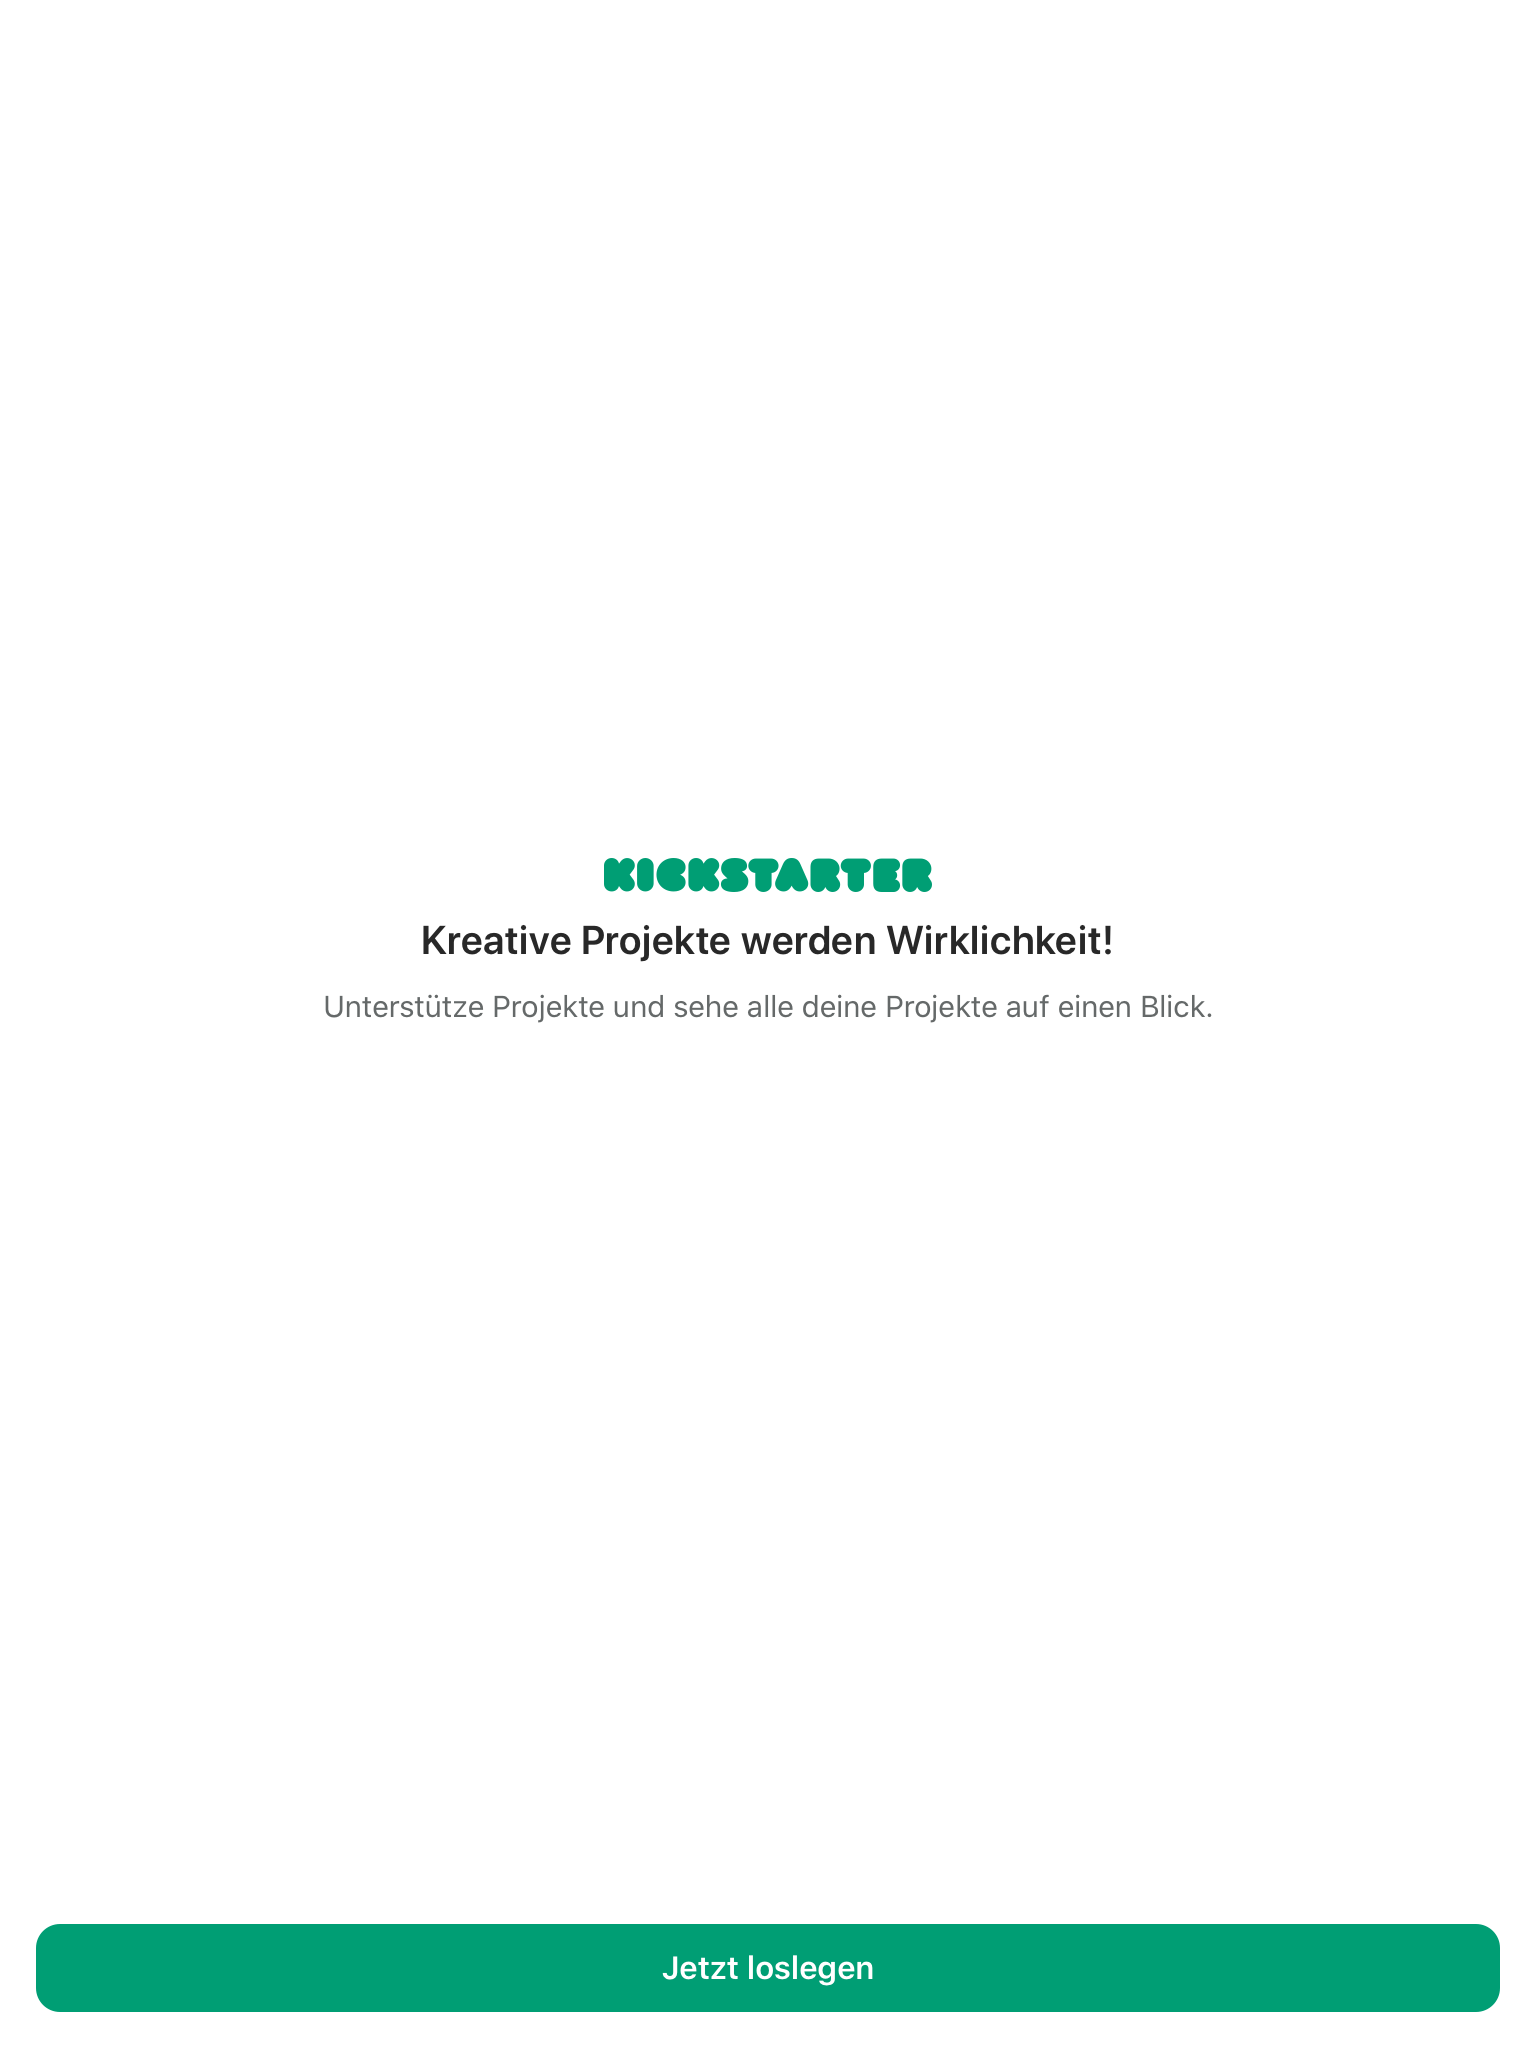 KICKSTARTER
Kreative Projekte werden Wirklichkeit!
Unterstütze Projekte und sehe alle deine Projekte auf einen Blick.
Jetzt loslegen